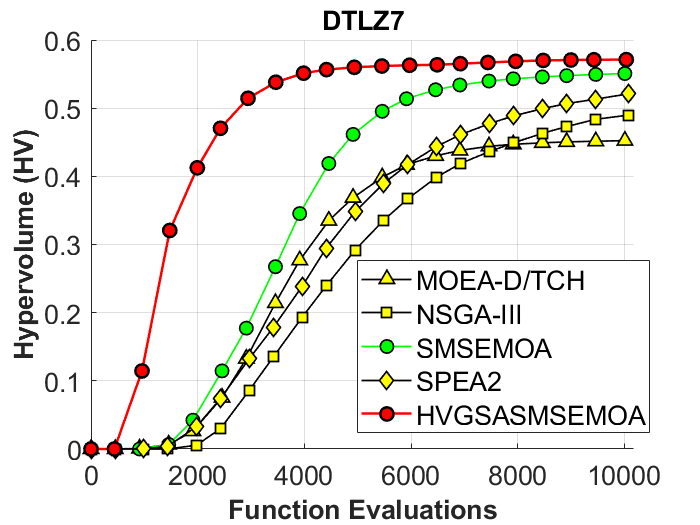 DTLZ7
0.6
0.5
0.4
0.3
0.2
0.1
0
Hypervolume (HV)
MOEA-D/TCH
NSGA-III
SMSEMOA
SPEA2
HVGSASMSEMOA
0 2000 4000 6000 8000 10000
Function Evaluations